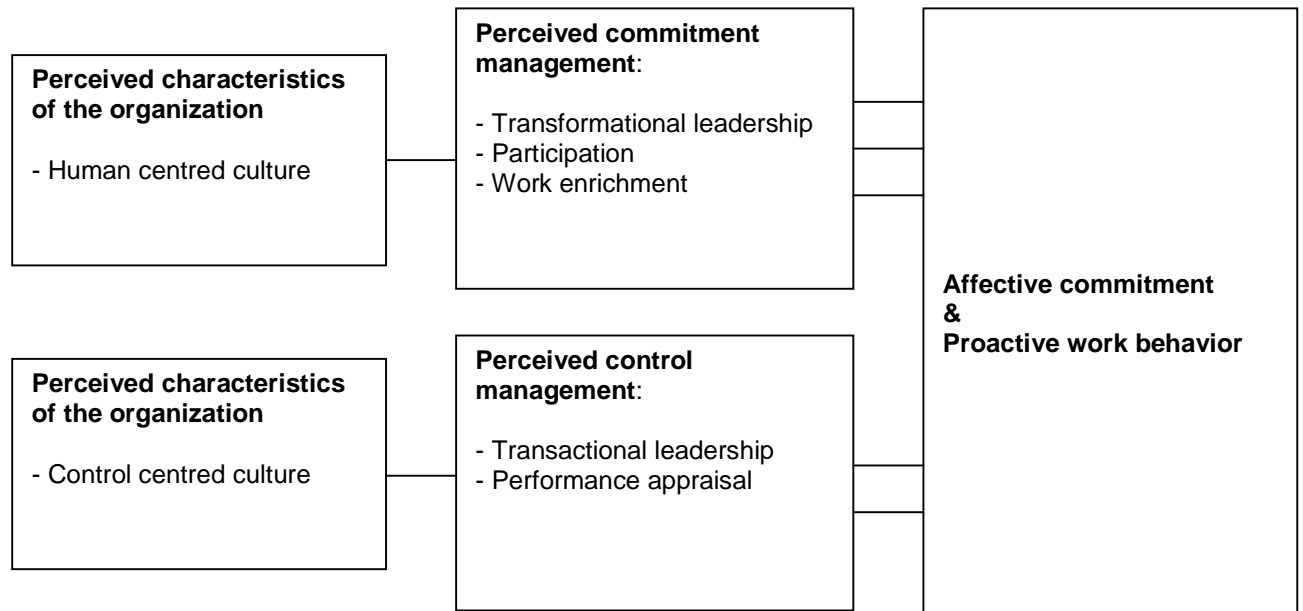 Perceived characteristics
of the organization
- Human centred culture
Perceived commitment
management:
- Transformational leadership
- Participation
- Work enrichment
Perceived characteristics
of the organization
- Control centred culture
Perceived control
management:
- Transactional leadership
- Performance appraisal
Affective commitment
&
Proactive work behavior